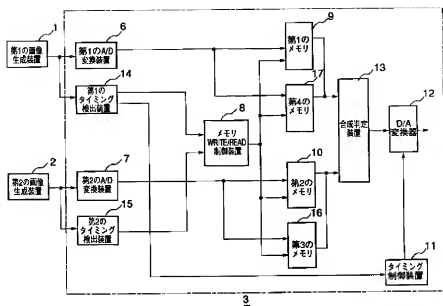 1
第1の画像
生成装置
6
第1のA/D
変換装置
14
第1の
タイミング
検出装置
8
メモリ
WRITE/READ
制御装置
9
第1の
メモリ
17
第4の
メモリ
13
合成判定
装置
12
D/A
変換器
2
第2の画像
生成装置
7
第2のA/D
変換装置
15
第2の
タイミング
検出装置
10
第2の
メモリ
16
第3の
メモリ
11
タイミング
制御装置
3